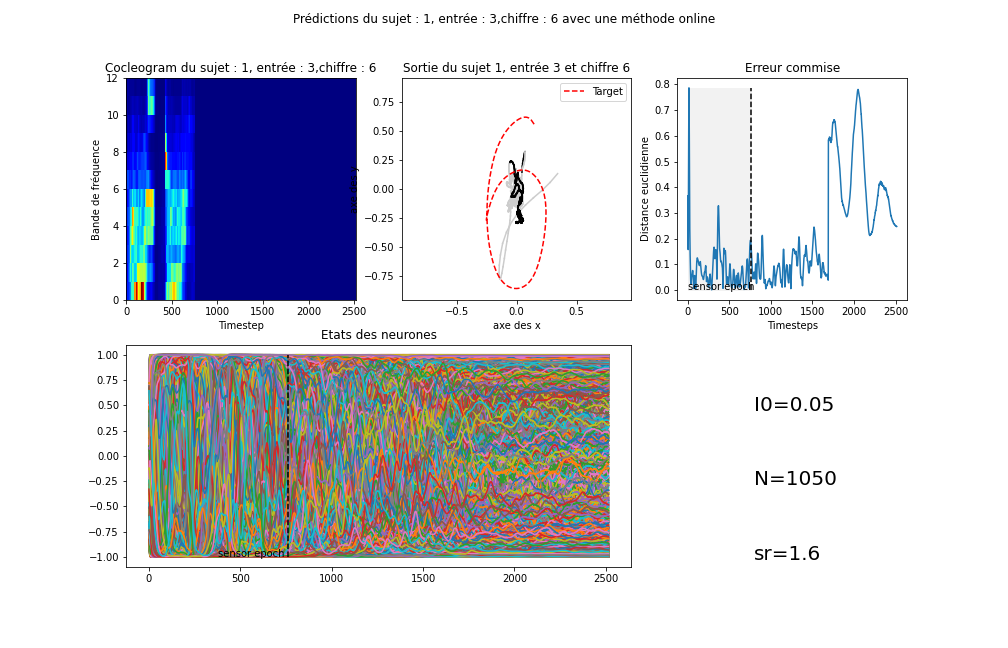 Prédictions du sujet : 1, entrée : 3,chiffre : 6 avec une méthode online
Cocleogram du sujet : 1, entrée : 3,chiffre : 6
Bande de fréquence
12
10
8
6
4
2
0
0 500 1000 1500 2000 2500
Timestep
Sortie du sujet 1, entrée 3 et chiffre 6
Target
0.75
0.50
0.25
0.00
−0.25
−0.50
−0.75
−0.5 0.0 0.5
axe des x
Erreur commise
Distance euclidienne
0.8
0.7
0.6
0.5
0.4
0.3
0.2
0.1
0.0
sensor epoch
0 500 1000 1500 2000 2500
Timesteps
Etats des neurones
1.00
0.75
0.50
0.25
0.00
−0.25
−0.50
−0.75
−1.00
sensor epoch
0 500 1000 1500 2000 2500
I0=0.05
N=1050
sr=1.6